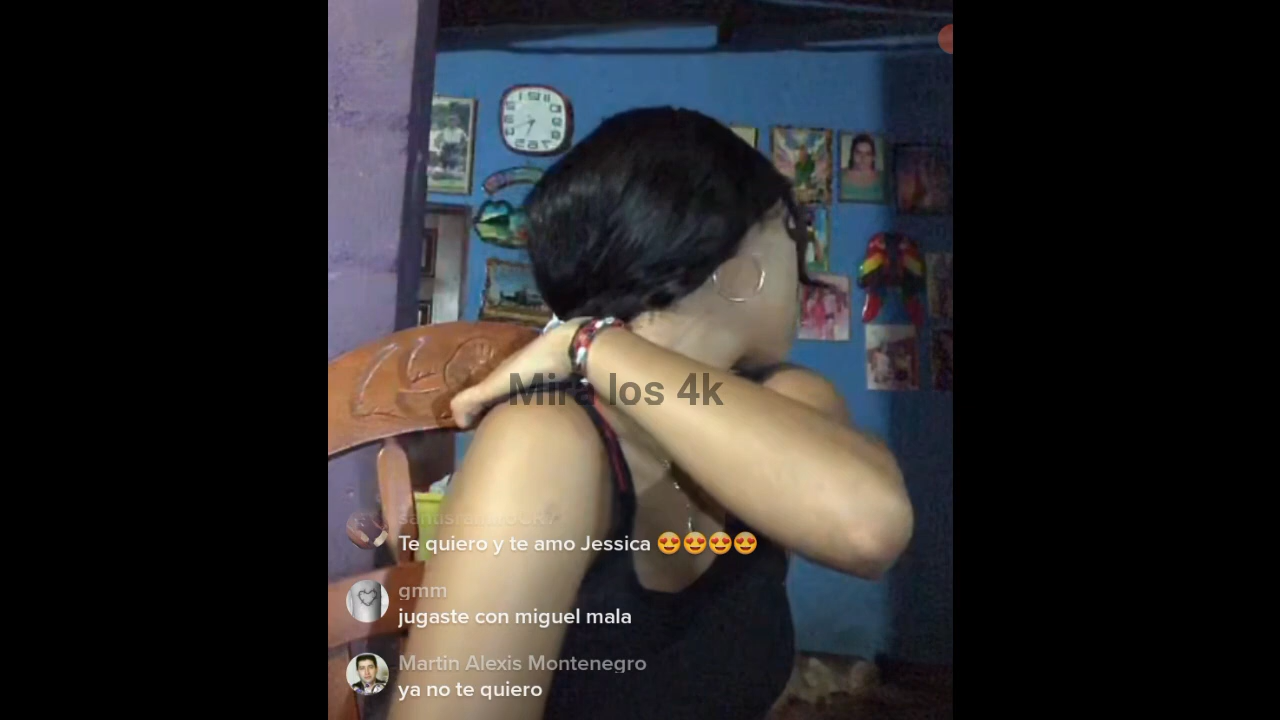 Mira los 4k
Te quiero y te amo Jessica 😍😍😍😍
gmm
jugaste con miguel mala
Martin Alexis Montenegro
ya no te quiero